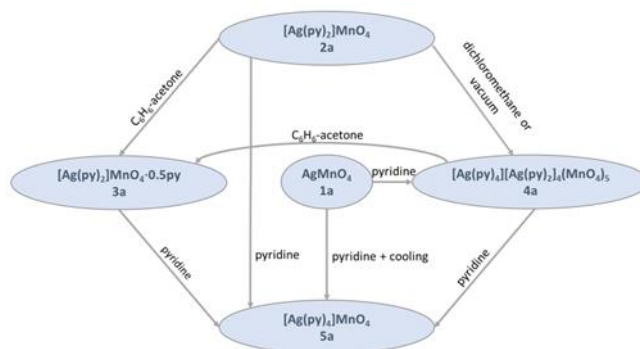 [Ag(py)₂]MnO₄
2a
C₆H₆-acetone
dichloromethane or
vacuum
C₆H₆-acetone
[Ag(py)₂]MnO₄·0.5py
3a
AgMnO₄
1a
pyridine
[Ag(py)₄][Ag(py)₂]₄(MnO₄)₅
4a
pyridine
pyridine
pyridine + cooling
pyridine
[Ag(py)₄]MnO₄
5a